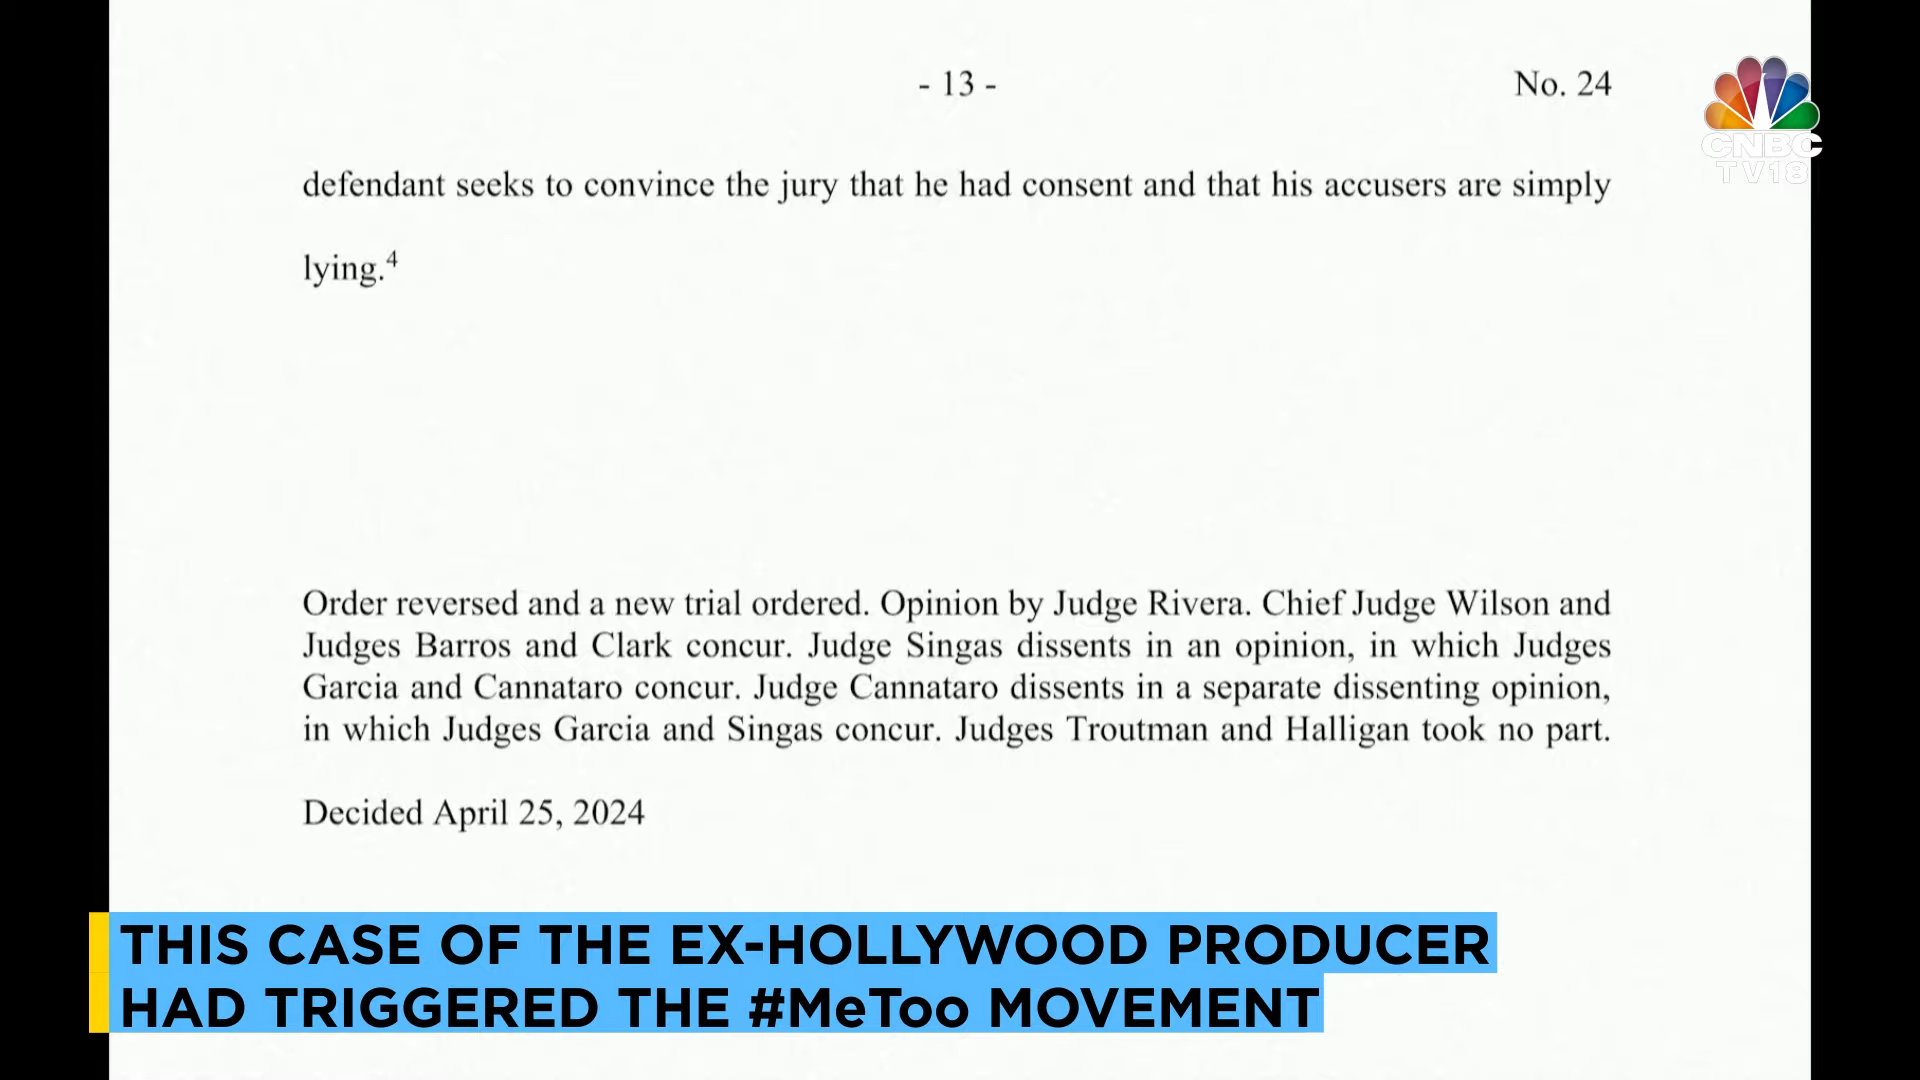 - 13 -
No. 24
CNBC
TV18
defendant seeks to convince the jury that he had consent and that his accusers are simply
lying.4
Order reversed and a new trial ordered. Opinion by Judge Rivera. Chief Judge Wilson and
Judges Barros and Clark concur. Judge Singas dissents in an opinion, in which Judges
Garcia and Cannataro concur. Judge Cannataro dissents in a separate dissenting opinion,
in which Judges Garcia and Singas concur. Judges Troutman and Halligan took no part.
Decided April 25, 2024
THIS CASE OF THE EX-HOLLYWOOD PRODUCER
HAD TRIGGERED THE #MeToo MOVEMENT